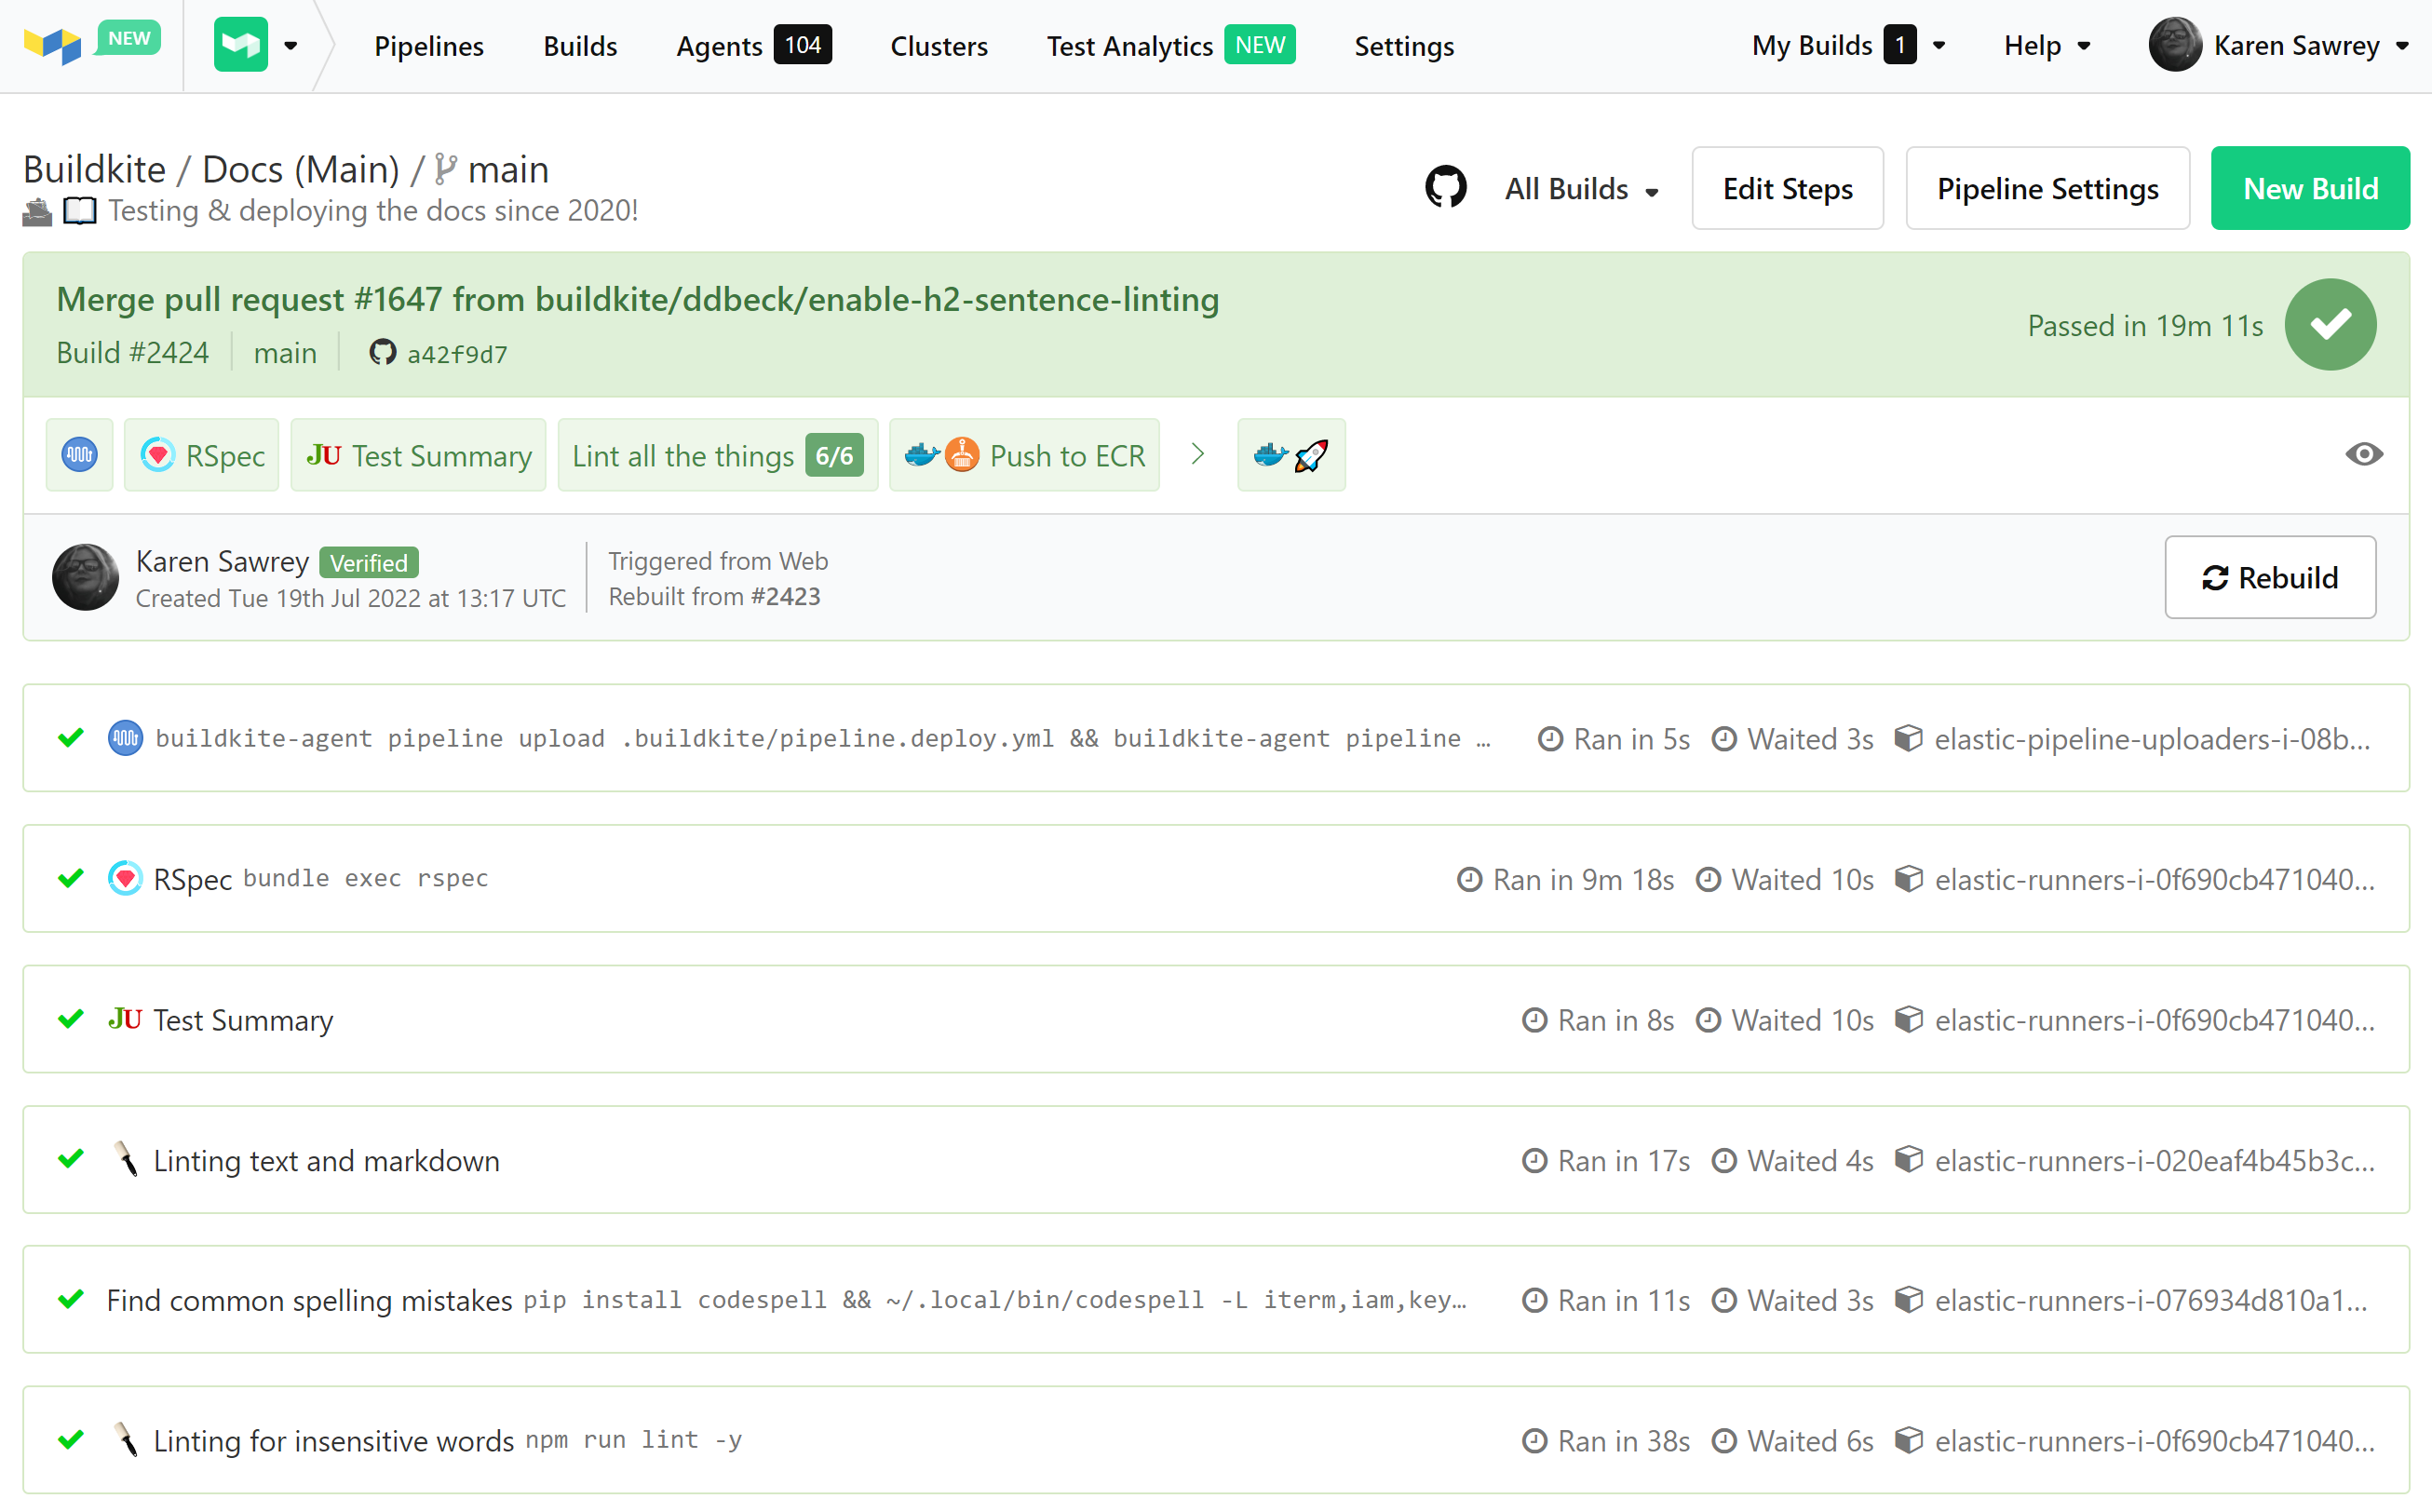 NEW Pipelines Builds Agents 104 Clusters Test Analytics NEW Settings My Builds 1 Help Karen Sawrey
Buildkite / Docs (Main) / main
Testing & deploying the docs since 2020!
All Builds Edit Steps Pipeline Settings New Build
Merge pull request #1647 from buildkite/ddbeck/enable-h2-sentence-linting
Build #2424 main a42f9d7
Passed in 19m 11s
RSpec JU Test Summary Lint all the things 6/6 Push to ECR
Karen Sawrey Verified
Created Tue 19th Jul 2022 at 13:17 UTC
Triggered from Web
Rebuilt from #2423
Rebuild
buildkite-agent pipeline upload .buildkite/pipeline.deploy.yml && buildkite-agent pipeline … Ran in 5s Waited 3s elastic-pipeline-uploaders-i-08b...
RSpec bundle exec rspec Ran in 9m 18s Waited 10s elastic-runners-i-0f690cb471040...
JU Test Summary Ran in 8s Waited 10s elastic-runners-i-0f690cb471040...
Linting text and markdown Ran in 17s Waited 4s elastic-runners-i-020eaf4b45b3c...
Find common spelling mistakes pip install codespell && ~/.local/bin/codespell -L iterm,iam,key… Ran in 11s Waited 3s elastic-runners-i-076934d810a1...
Linting for insensitive words npm run lint -y Ran in 38s Waited 6s elastic-runners-i-0f690cb471040...